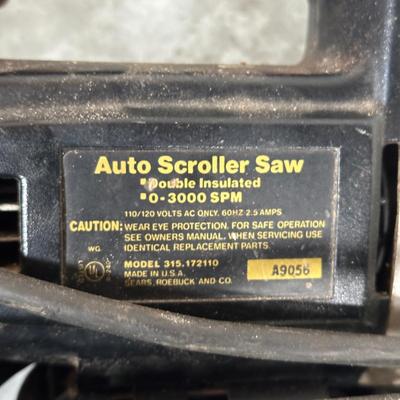 Auto Scroller Saw
Double Insulated
0-3000 SPM
110/120 VOLTS AC ONLY. 60HZ 2.5 AMPS
CAUTION: WEAR EYE PROTECTION. FOR SAFE OPERATION
SEE OWNERS MANUAL. WHEN SERVICING USE
IDENTICAL REPLACEMENT PARTS.
WG
MODEL 315.172110
MADE IN U.S.A.
SEARS, ROEBUCK AND CO.
A9056
UL